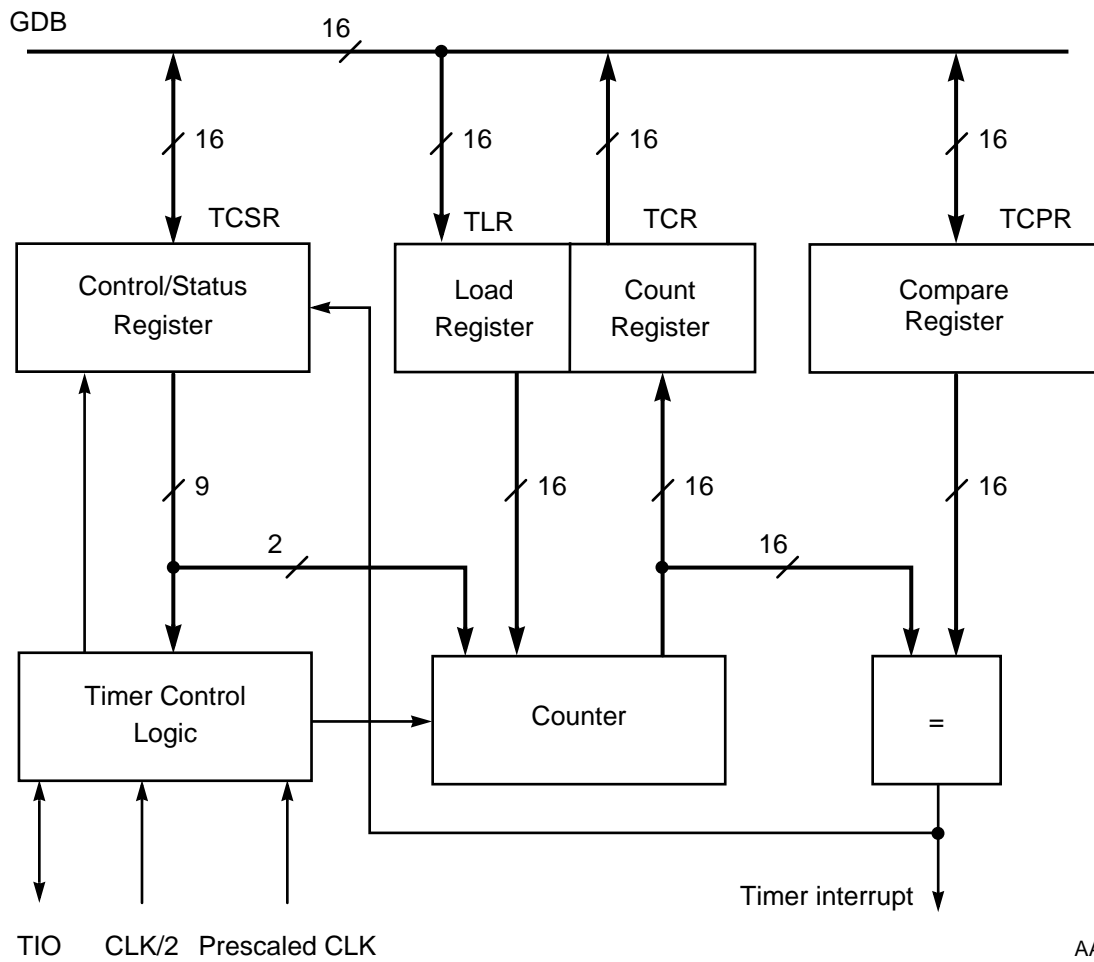 GDB
16
16
16
16
16
TCSR
TLR
TCR
TCPR
Control/Status
Register
Load
Register
Count
Register
Compare
Register
9
16
16
16
2
16
Timer Control
Logic
Counter
=
Timer interrupt
TIO
CLK/2
Prescaled CLK
AA